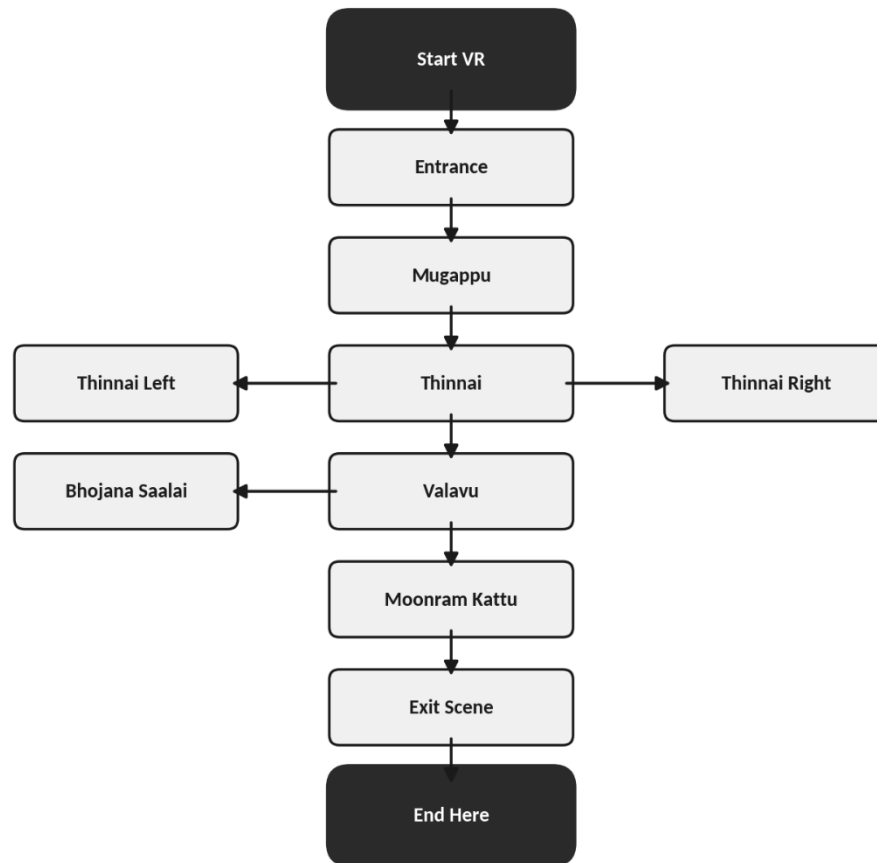 Start VR
Entrance
Mugappu
Thinnai Left
Thinnai
Thinnai Right
Bhojana Saalai
Valavu
Moonram Kattu
Exit Scene
End Here